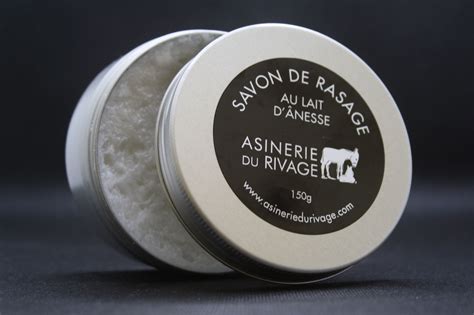 SAVON DE RASAGE
AU LAIT
D'ÂNESSE
ASINERIE
DU RIVAGE
150g
www.asineriedurivage.com